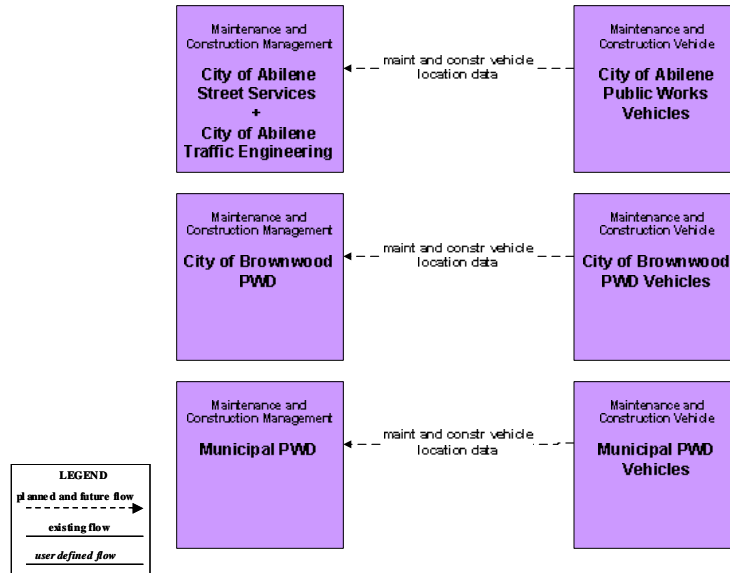 Maintenance and
Construction Management
City of Abilene
Street Services
+
City of Abilene
Traffic Engineering
maint and constr vehicle
location data
Maintenance and
Construction Vehicle
City of Abilene
Public Works
Vehicles
Maintenance and
Construction Management
City of Brownwood
PWD
maint and constr vehicle
location data
Maintenance and
Construction Vehicle
City of Brownwood
PWD Vehicles
Maintenance and
Construction Management
Municipal PWD
maint and constr vehicle
location data
Maintenance and
Construction Vehicle
Municipal PWD
Vehicles
LEGEND
planned and future flow
existing flow
user defined flow